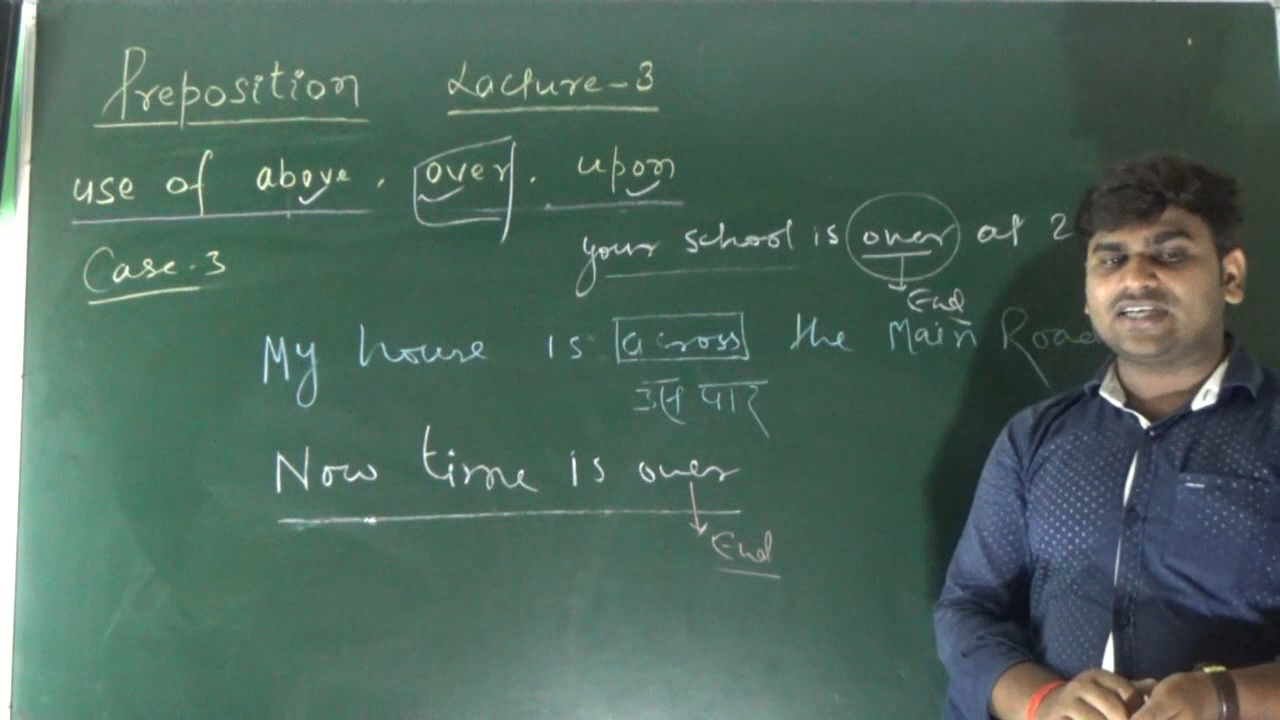 Preposition Lacture-3
use of above, over, upon
Case-3
your school is over at 2
End
My house is across the Main Road
उस पार
Now time is over
End